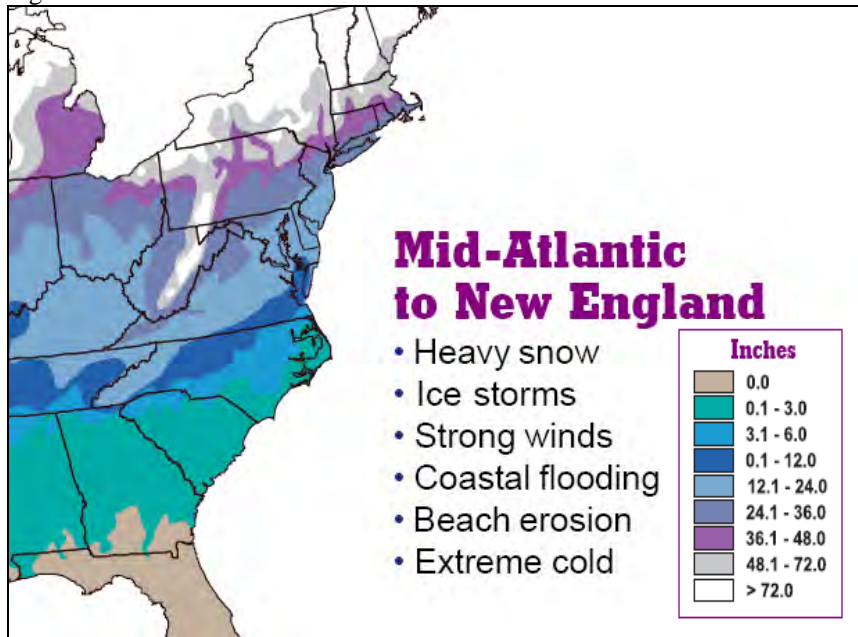 Mid-Atlantic
to New England
• Heavy snow
• Ice storms
• Strong winds
• Coastal flooding
• Beach erosion
• Extreme cold
Inches
0.0
0.1 - 3.0
3.1 - 6.0
0.1 - 12.0
12.1 - 24.0
24.1 - 36.0
36.1 - 48.0
48.1 - 72.0
> 72.0